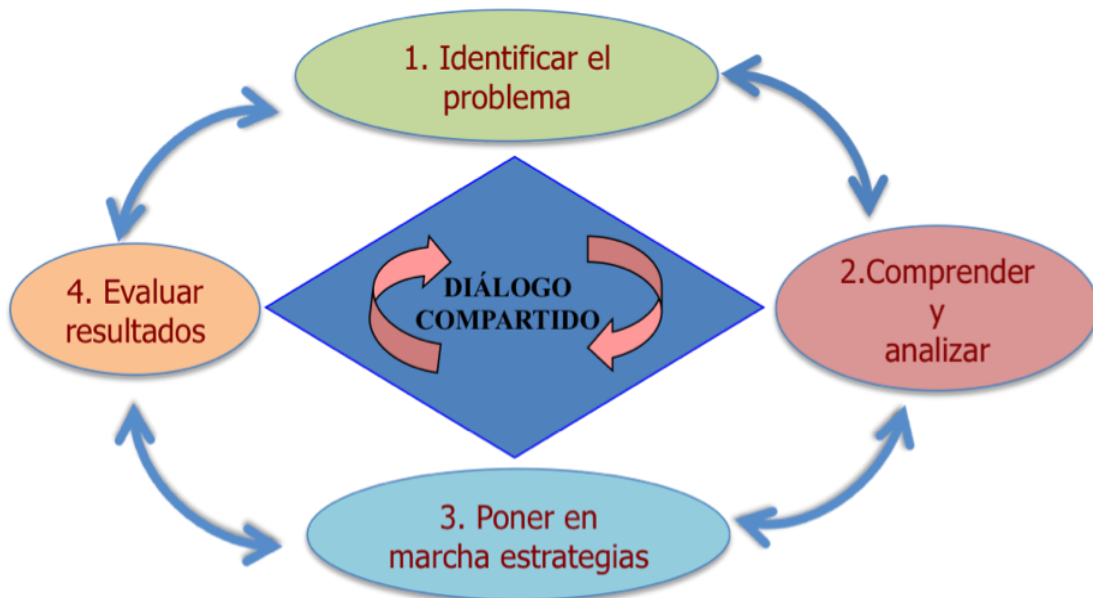 1. Identificar el
problema
2.Comprender
y
analizar
DIÁLOGO
COMPARTIDO
4. Evaluar
resultados
3. Poner en
marcha estrategias